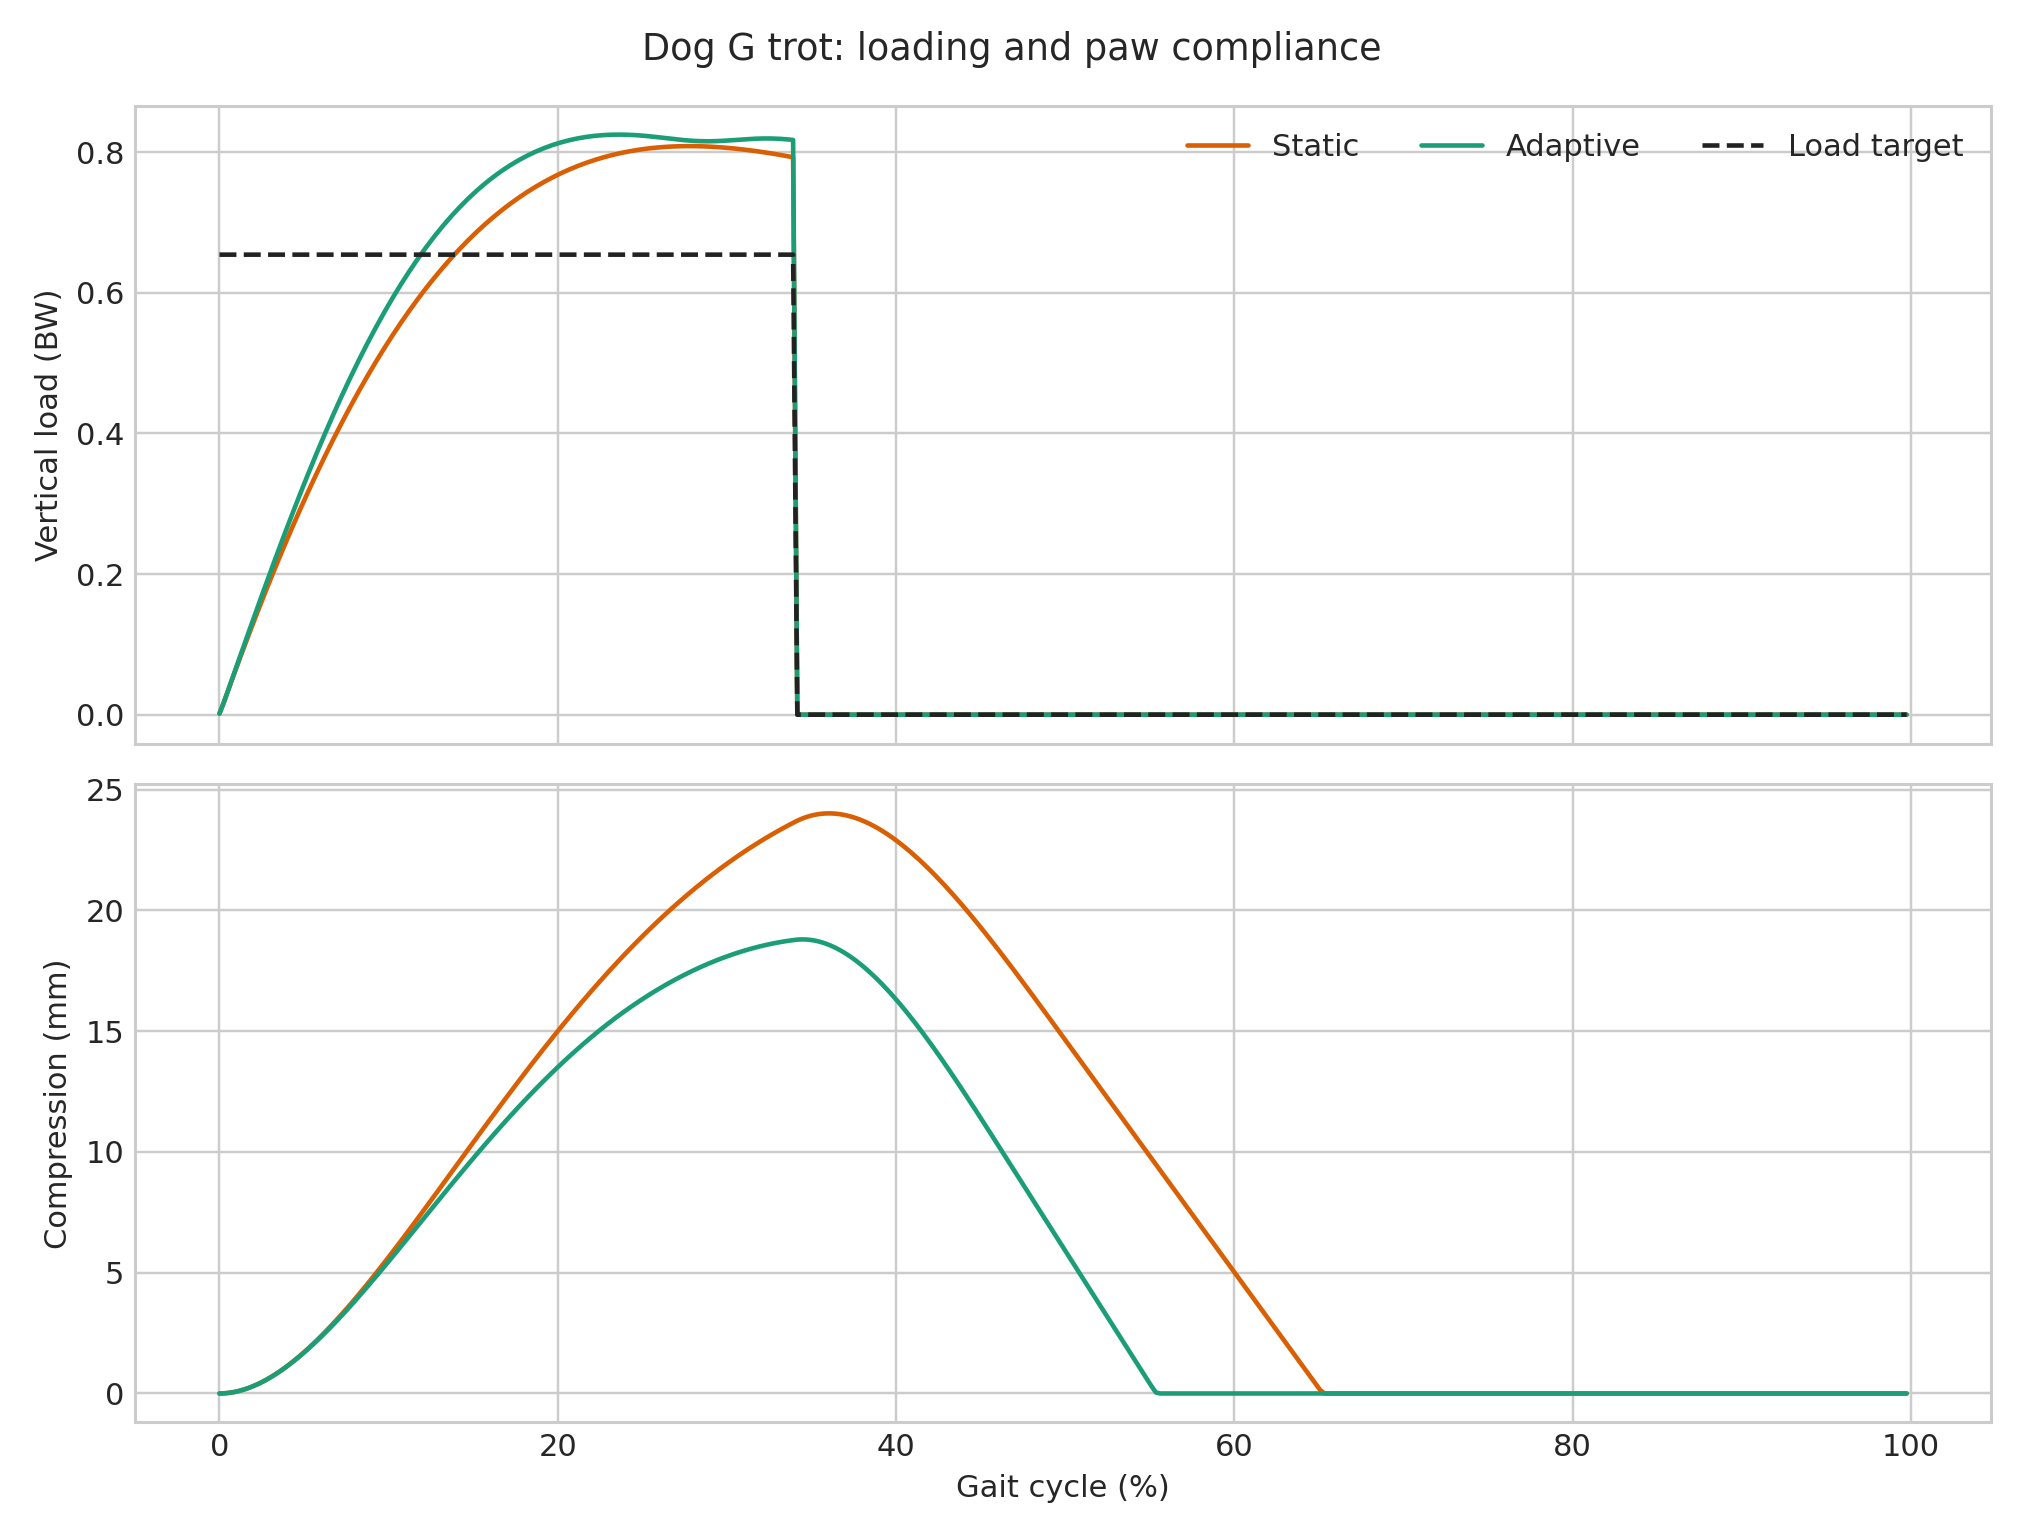 Dog G trot: loading and paw compliance
Static
Adaptive
Load target
Vertical load (BW)
0.8
0.6
0.4
0.2
0.0
Compression (mm)
25
20
15
10
5
0
0 20 40 60 80 100
Gait cycle (%)